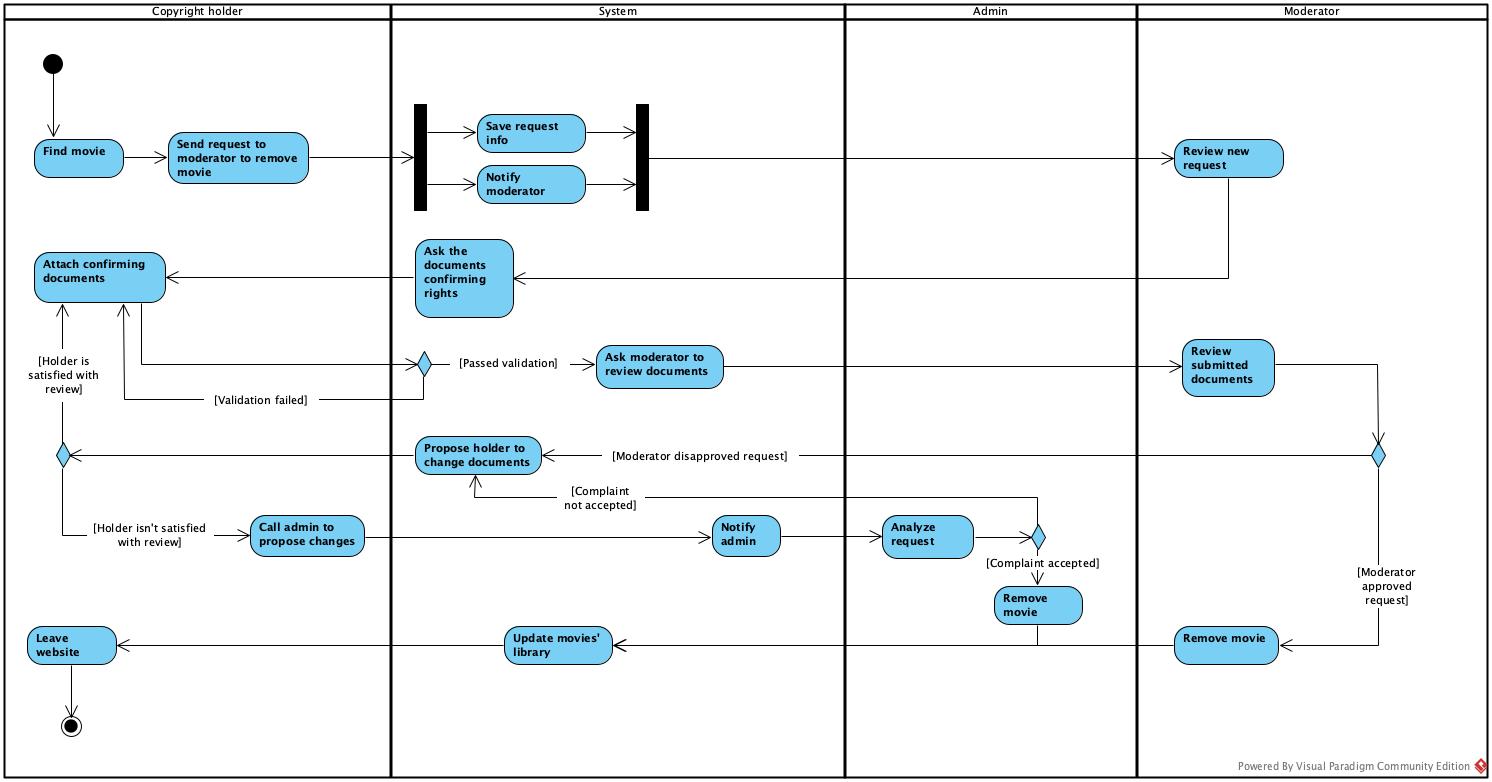 Copyright holder
System
Admin
Moderator
Find movie
Send request to
moderator to remove
movie
Save request
info
Notify
moderator
Review new
request
Attach confirming
documents
Ask the
documents
confirming
rights
[Holder is
satisfied with
review]
[Validation failed]
[Passed validation]
Ask moderator to
review documents
Review
submitted
documents
Propose holder to
change documents
[Moderator disapproved request]
[Complaint
not accepted]
[Holder isn't satisfied
with review]
Call admin to
propose changes
Notify
admin
Analyze
request
[Complaint accepted]
Remove
movie
[Moderator
approved
request]
Leave
website
Update movies'
library
Remove movie
Powered By Visual Paradigm Community Edition